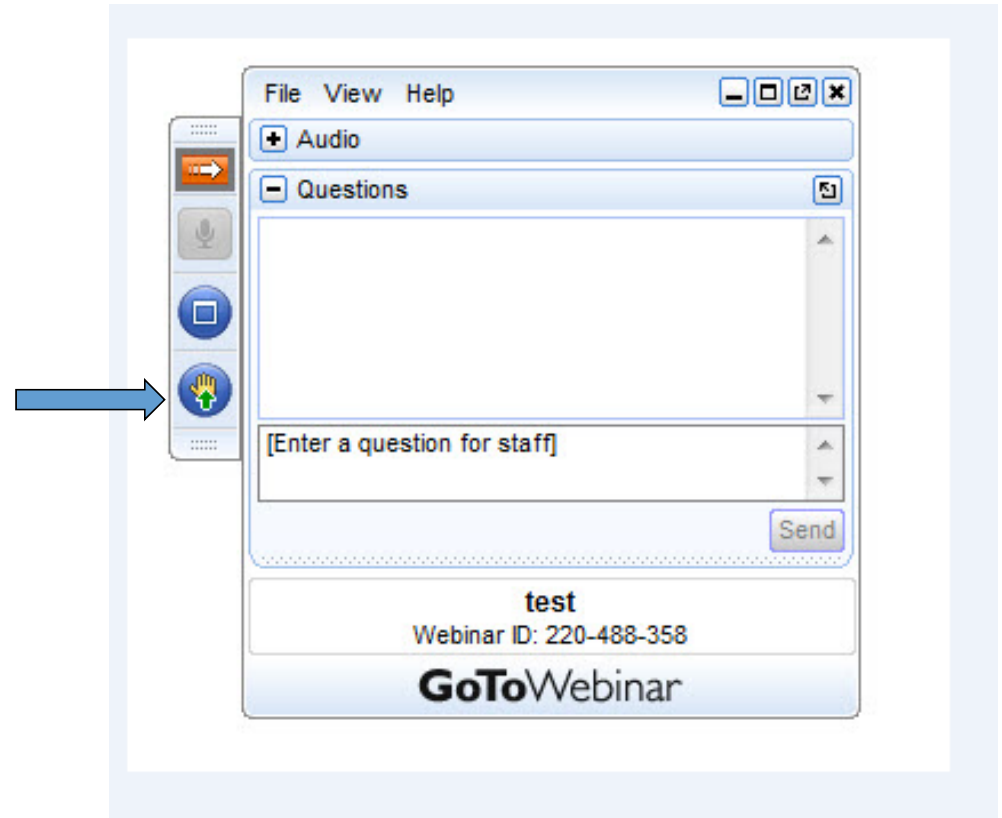 File View Help
Audio
Questions
[Enter a question for staff]
Send
test
Webinar ID: 220-488-358
GoToWebinar